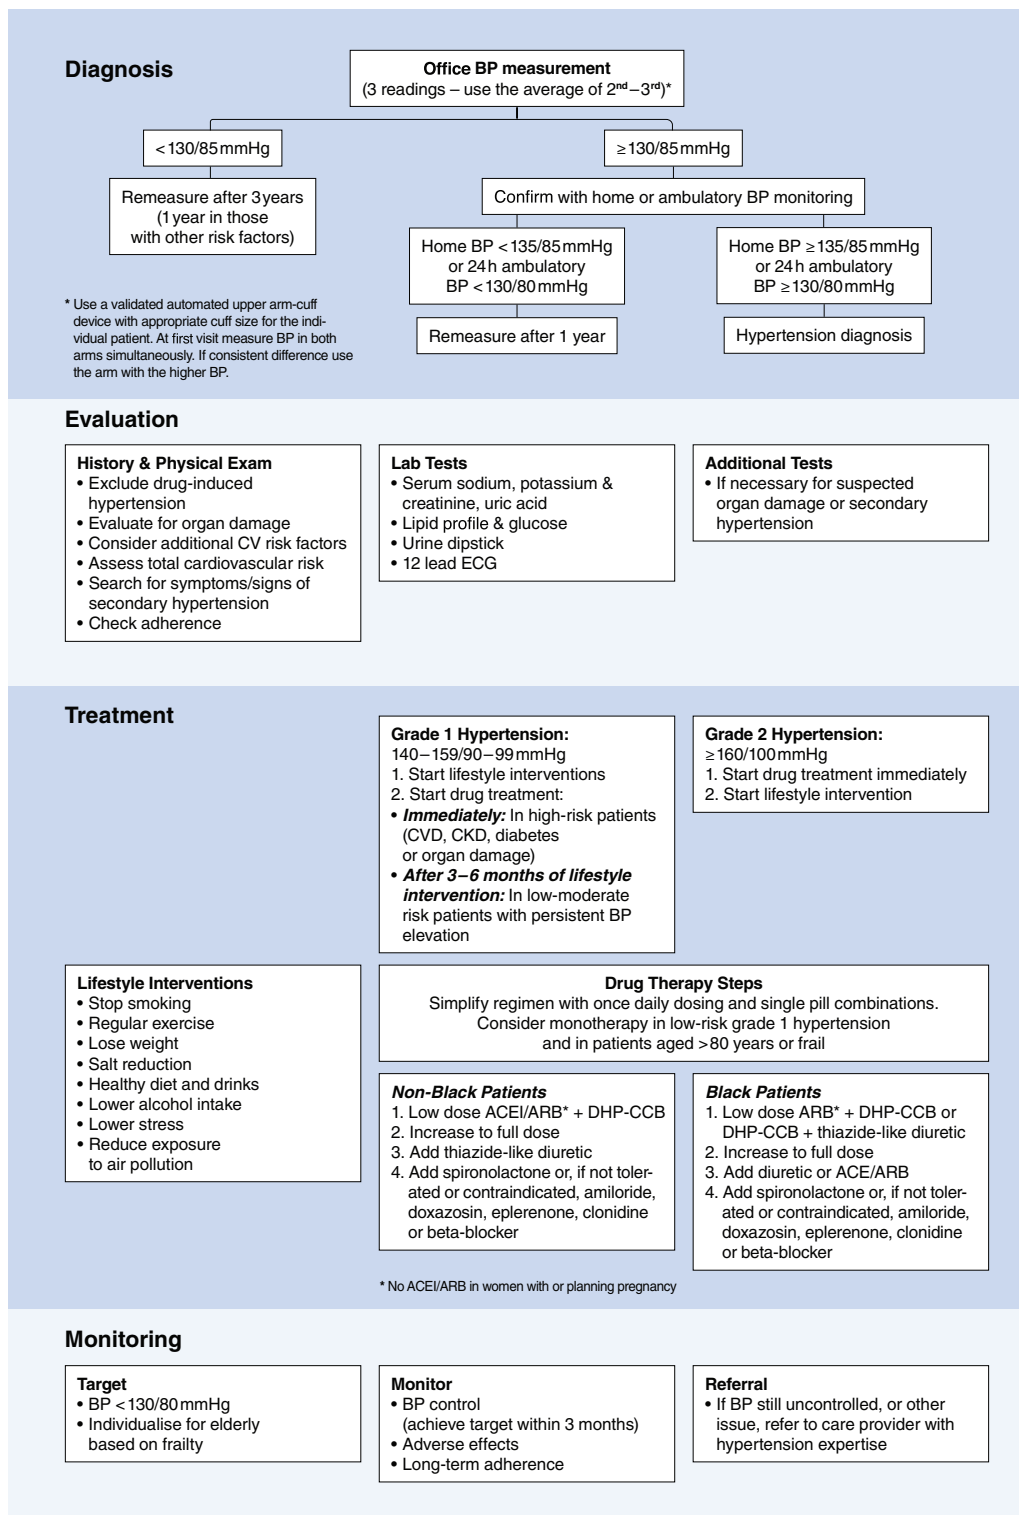 Diagnosis
Office BP measurement
(3 readings – use the average of 2nd–3rd)*
<130/85 mmHg
≥130/85 mmHg
Remeasure after 3 years
(1 year in those
with other risk factors)
Confirm with home or ambulatory BP monitoring
Home BP <135/85 mmHg
or 24 h ambulatory
BP <130/80 mmHg
Home BP ≥135/85 mmHg
or 24 h ambulatory
BP ≥130/80 mmHg
Remeasure after 1 year
Hypertension diagnosis
* Use a validated automated upper arm-cuff
device with appropriate cuff size for the indi-
vidual patient. At first visit measure BP in both
arms simultaneously. If consistent difference use
the arm with the higher BP.
Evaluation
History & Physical Exam
• Exclude drug-induced
hypertension
• Evaluate for organ damage
• Consider additional CV risk factors
• Assess total cardiovascular risk
• Search for symptoms/signs of
secondary hypertension
• Check adherence
Lab Tests
• Serum sodium, potassium &
creatinine, uric acid
• Lipid profile & glucose
• Urine dipstick
• 12 lead ECG
Additional Tests
• If necessary for suspected
organ damage or secondary
hypertension
Treatment
Grade 1 Hypertension:
140–159/90–99 mmHg
1. Start lifestyle interventions
2. Start drug treatment:
• Immediately: In high-risk patients
(CVD, CKD, diabetes
or organ damage)
• After 3–6 months of lifestyle
intervention: In low-moderate
risk patients with persistent BP
elevation
Grade 2 Hypertension:
≥160/100 mmHg
1. Start drug treatment immediately
2. Start lifestyle intervention
Lifestyle Interventions
• Stop smoking
• Regular exercise
• Lose weight
• Salt reduction
• Healthy diet and drinks
• Lower alcohol intake
• Lower stress
• Reduce exposure
to air pollution
Drug Therapy Steps
Simplify regimen with once daily dosing and single pill combinations.
Consider monotherapy in low-risk grade 1 hypertension
and in patients aged >80 years or frail
Non-Black Patients
1. Low dose ACEI/ARB* + DHP-CCB
2. Increase to full dose
3. Add thiazide-like diuretic
4. Add spironolactone or, if not toler-
ated or contraindicated, amiloride,
doxazosin, eplerenone, clonidine
or beta-blocker
Black Patients
1. Low dose ARB* + DHP-CCB or
DHP-CCB + thiazide-like diuretic
2. Increase to full dose
3. Add diuretic or ACE/ARB
4. Add spironolactone or, if not toler-
ated or contraindicated, amiloride,
doxazosin, eplerenone, clonidine
or beta-blocker
* No ACEI/ARB in women with or planning pregnancy
Monitoring
Target
• BP <130/80 mmHg
• Individualise for elderly
based on frailty
Monitor
• BP control
(achieve target within 3 months)
• Adverse effects
• Long-term adherence
Referral
• If BP still uncontrolled, or other
issue, refer to care provider with
hypertension expertise